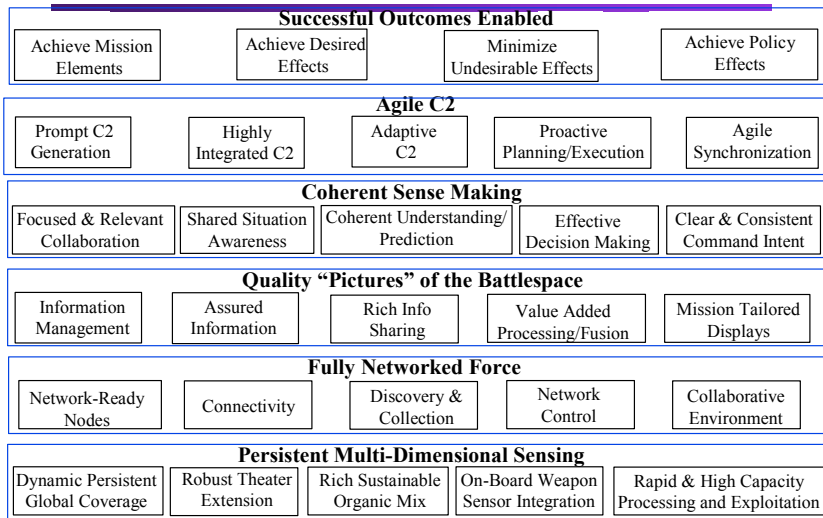 Successful Outcomes Enabled
Achieve Mission
Elements
Achieve Desired
Effects
Minimize
Undesirable Effects
Achieve Policy
Effects
Agile C2
Prompt C2
Generation
Highly
Integrated C2
Adaptive
C2
Proactive
Planning/Execution
Agile
Synchronization
Coherent Sense Making
Focused & Relevant
Collaboration
Shared Situation
Awareness
Coherent Understanding/
Prediction
Effective
Decision Making
Clear & Consistent
Command Intent
Quality “Pictures” of the Battlespace
Information
Management
Assured
Information
Rich Info
Sharing
Value Added
Processing/Fusion
Mission Tailored
Displays
Fully Networked Force
Network-Ready
Nodes
Connectivity
Discovery &
Collection
Network
Control
Collaborative
Environment
Persistent Multi-Dimensional Sensing
Dynamic Persistent
Global Coverage
Robust Theater
Extension
Rich Sustainable
Organic Mix
On-Board Weapon
Sensor Integration
Rapid & High Capacity
Processing and Exploitation